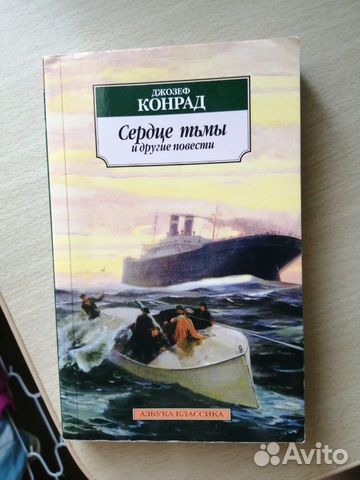 ДЖОЗЕФ
КОНРАД
Сердце тьмы
и другие повести
АЗБУКА-КЛАССИКА
Avito